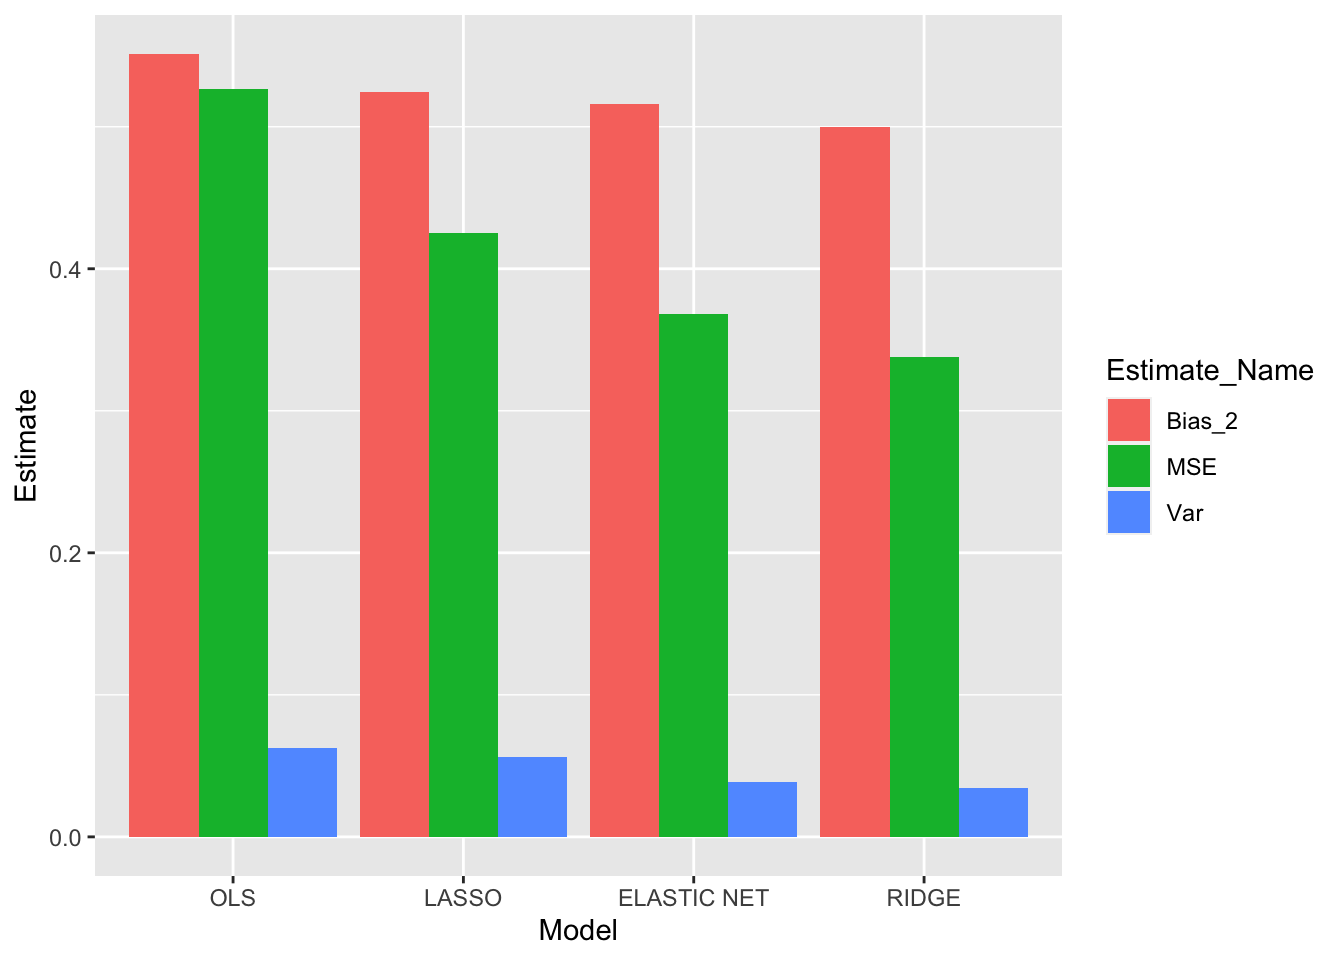 Estimate
0.4
0.2
0.0
OLS
LASSO
ELASTIC NET
RIDGE
Model
Estimate_Name
Bias_2
MSE
Var